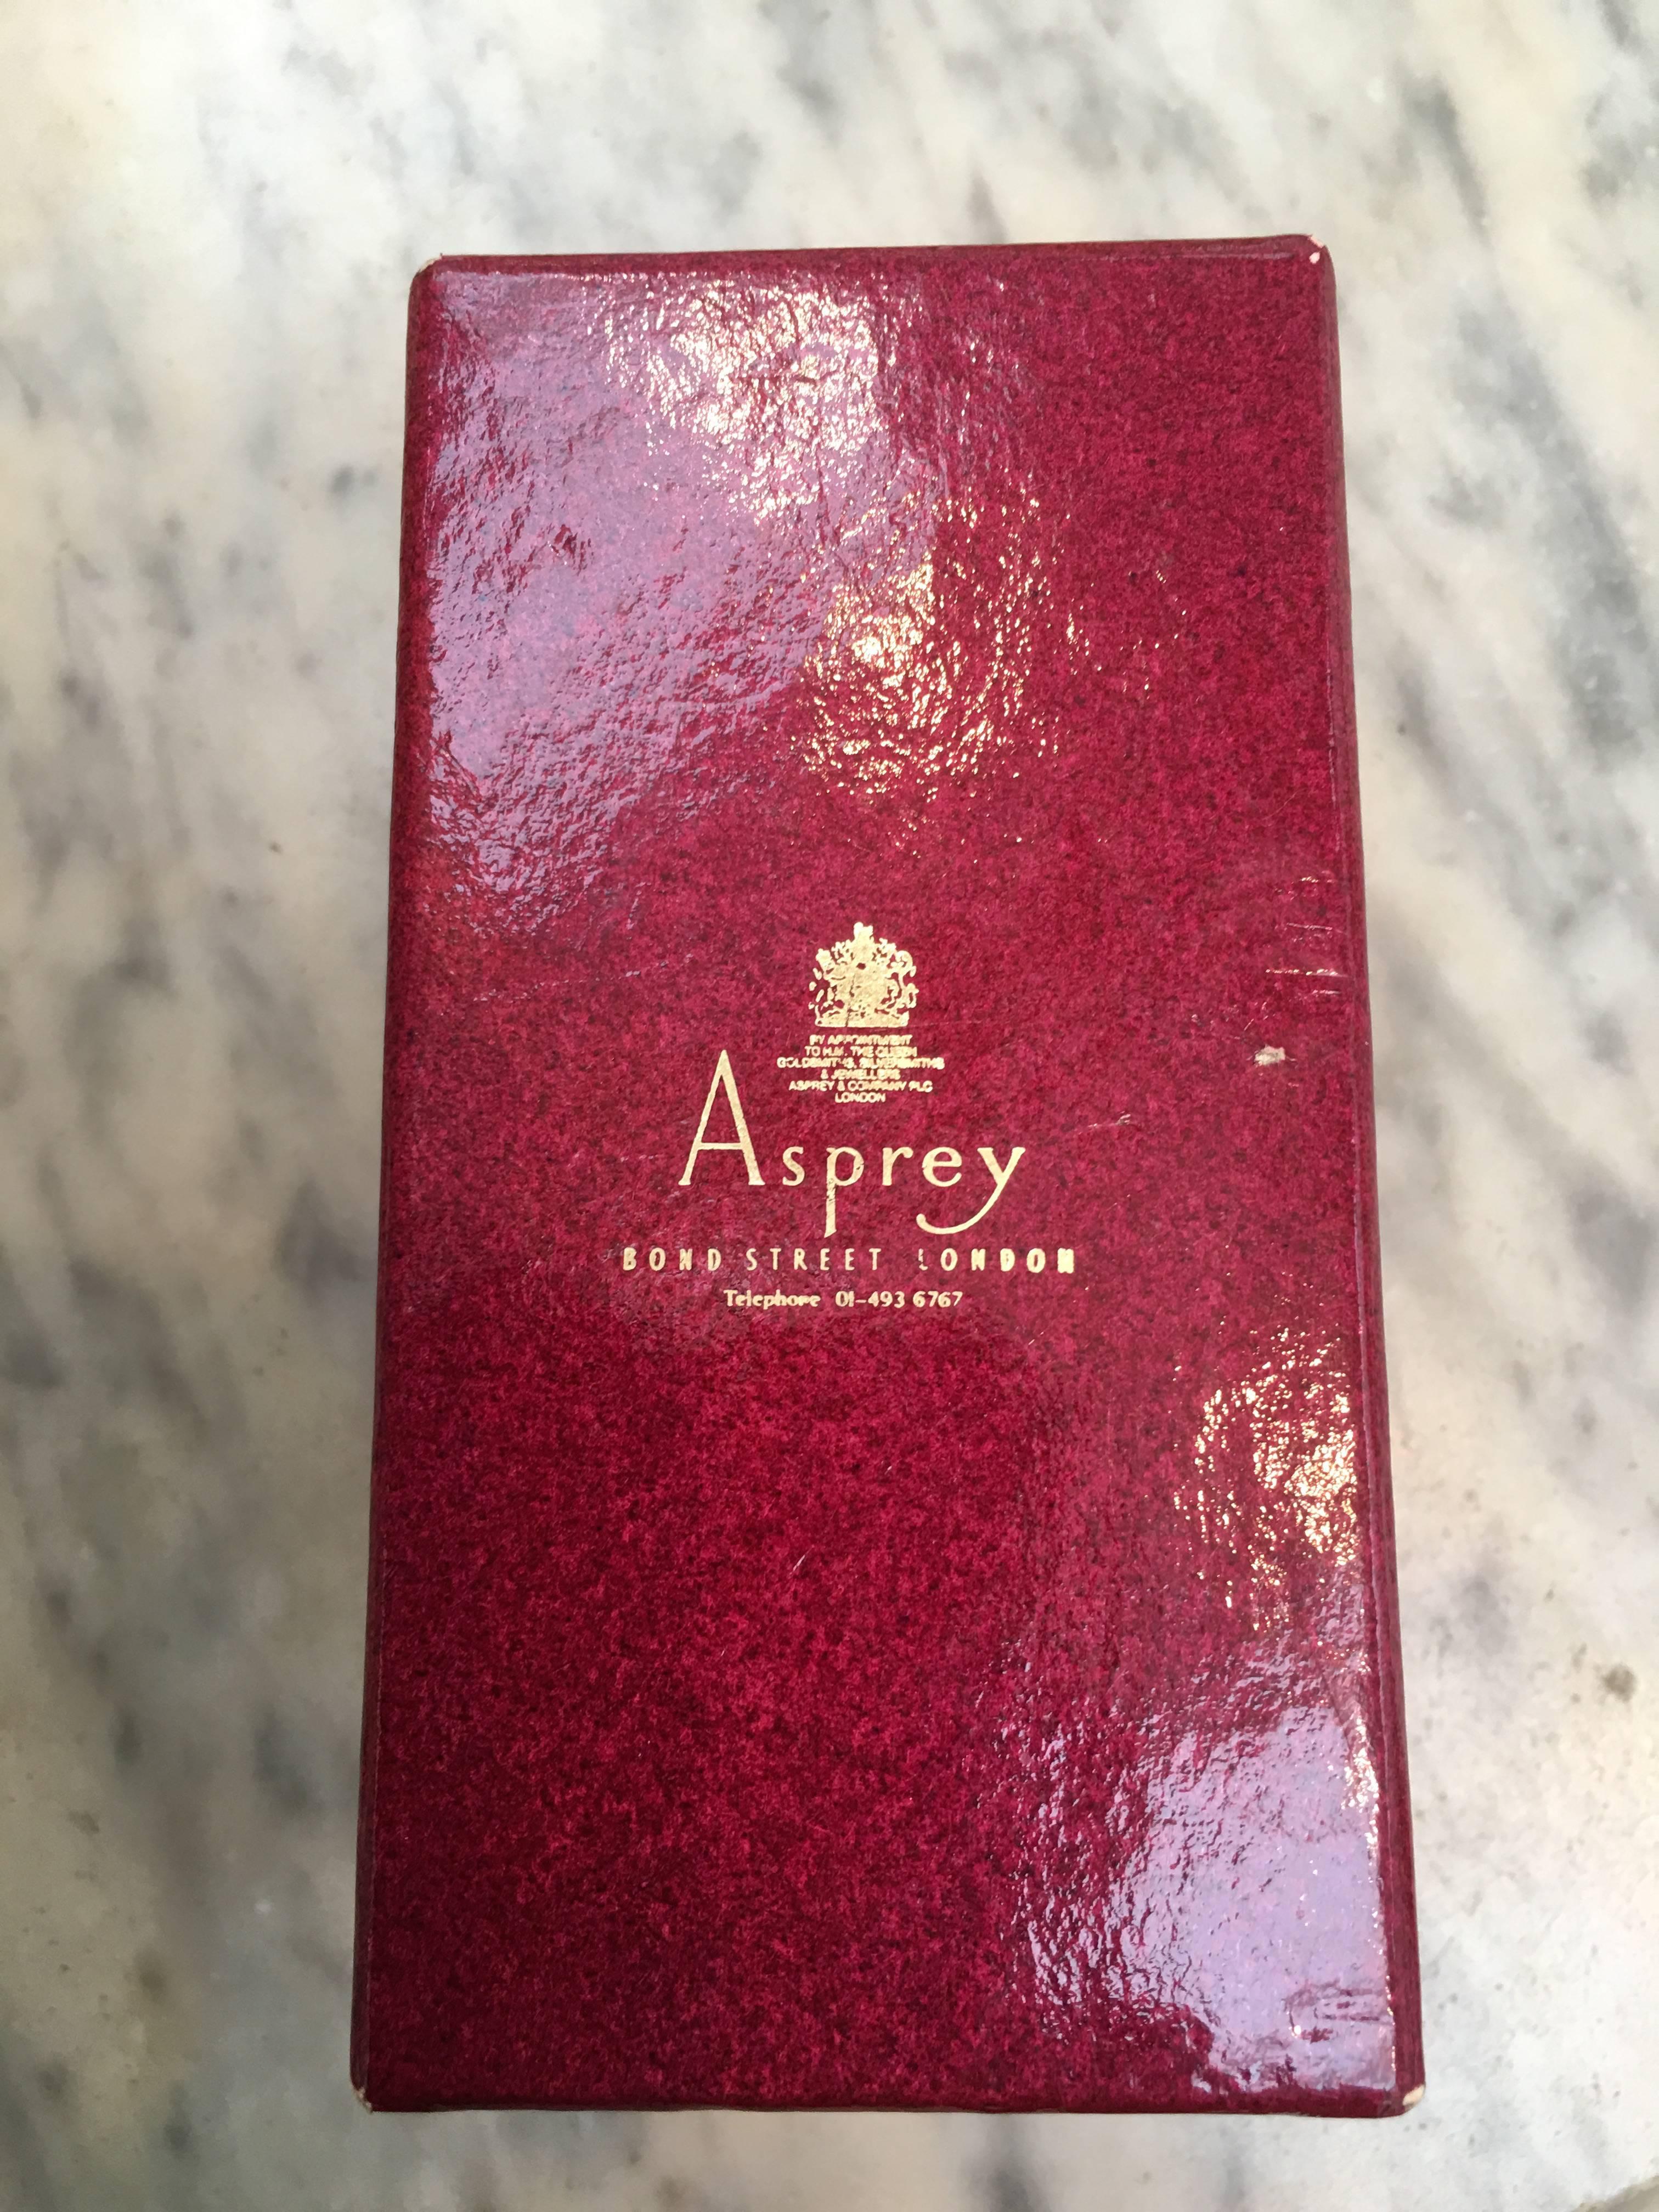 BY APPOINTMENT
TO H.M. THE QUEEN
GOLDSMITHS, SILVERSMITHS
& JEWELLERS
ASPREY & COMPANY PLC
LONDON
Asprey
BOND STREET LONDON
Telephone 01-493 6767